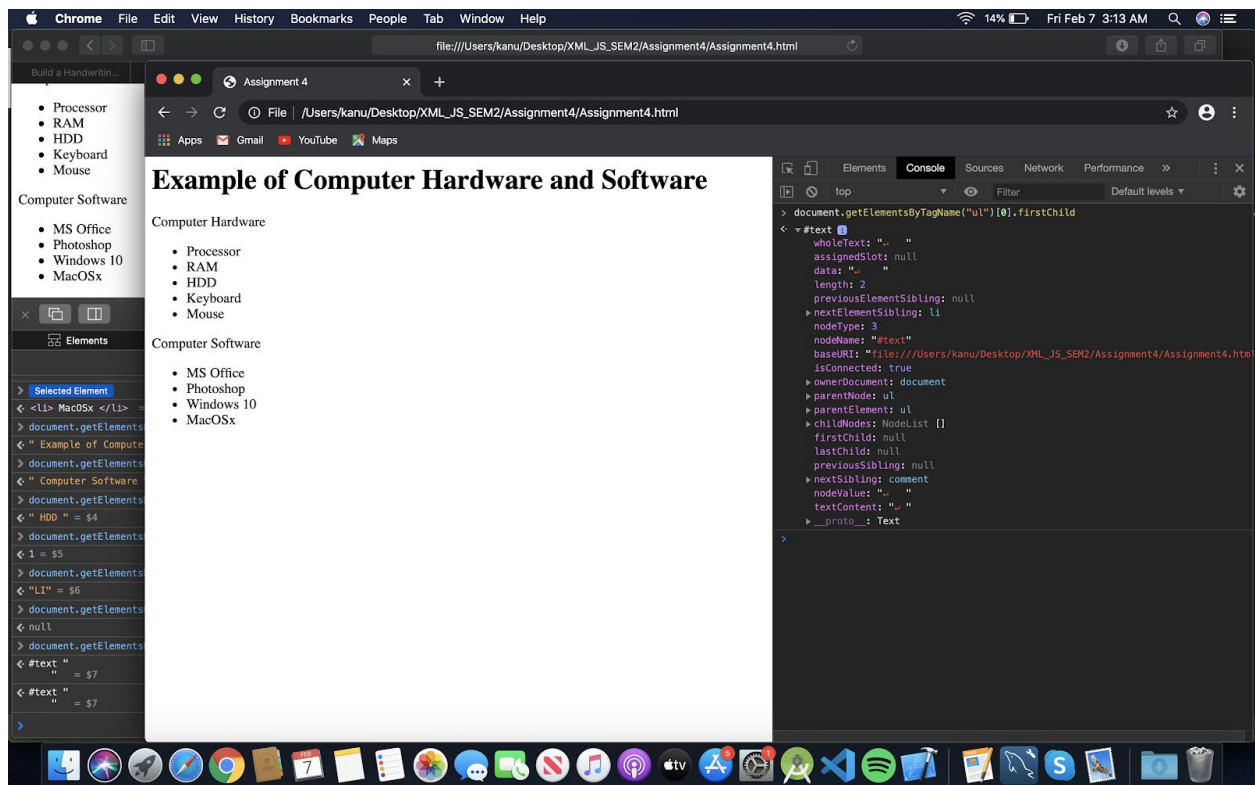 Chrome File Edit View History Bookmarks People Tab Window Help 14% Fri Feb 7 3:13 AM
file:///Users/kanu/Desktop/XML_JS_SEM2/Assignment4/Assignment4.html
Build a Handwritin...
• Processor
• RAM
• HDD
• Keyboard
• Mouse
Computer Software
• MS Office
• Photoshop
• Windows 10
• MacOSx
Elements
Selected Element
<li> MacOSx </li> =
> document.getElements
" Example of Compute
> document.getElements
" Computer Software
> document.getElements
" HDD " = $4
> document.getElements
1 = $5
> document.getElements
"LI" = $6
> document.getElements
null
> document.getElements
#text "
" = $7
#text "
" = $7
Assignment 4
File | /Users/kanu/Desktop/XML_JS_SEM2/Assignment4/Assignment4.html
Apps Gmail YouTube Maps
Example of Computer Hardware and Software
Computer Hardware
• Processor
• RAM
• HDD
• Keyboard
• Mouse
Computer Software
• MS Office
• Photoshop
• Windows 10
• MacOSx
Elements Console Sources Network Performance »
top Filter Default levels ▼
> document.getElementsByTagName("ul")[0].firstChild
▼#text i
wholeText: "↵ "
assignedSlot: null
data: "↵ "
length: 2
previousElementSibling: null
▶nextElementSibling: li
nodeType: 3
nodeName: "#text"
baseURI: "file:///Users/kanu/Desktop/XML_JS_SEM2/Assignment4/Assignment4.htm
isConnected: true
▶ownerDocument: document
▶parentNode: ul
▶parentElement: ul
▶childNodes: NodeList []
firstChild: null
lastChild: null
previousSibling: null
▶nextSibling: comment
nodeValue: "↵ "
textContent: "↵ "
▶__proto__: Text
FEB
7
tv
5
1
S